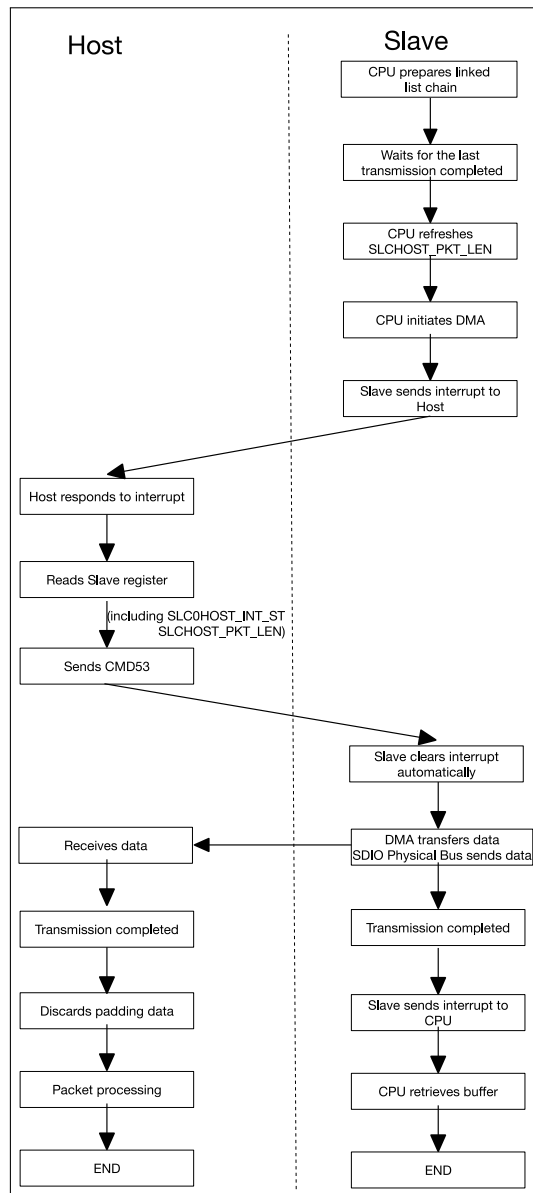 Host
Slave
CPU prepares linked
list chain
Waits for the last
transmission completed
CPU refreshes
SLCHOST_PKT_LEN
CPU initiates DMA
Slave sends interrupt to
Host
Host responds to interrupt
Reads Slave register
(including SLC0HOST_INT_ST
SLCHOST_PKT_LEN)
Sends CMD53
Slave clears interrupt
automatically
Receives data
DMA transfers data
SDIO Physical Bus sends data
Transmission completed
Transmission completed
Discards padding data
Slave sends interrupt to
CPU
Packet processing
CPU retrieves buffer
END
END